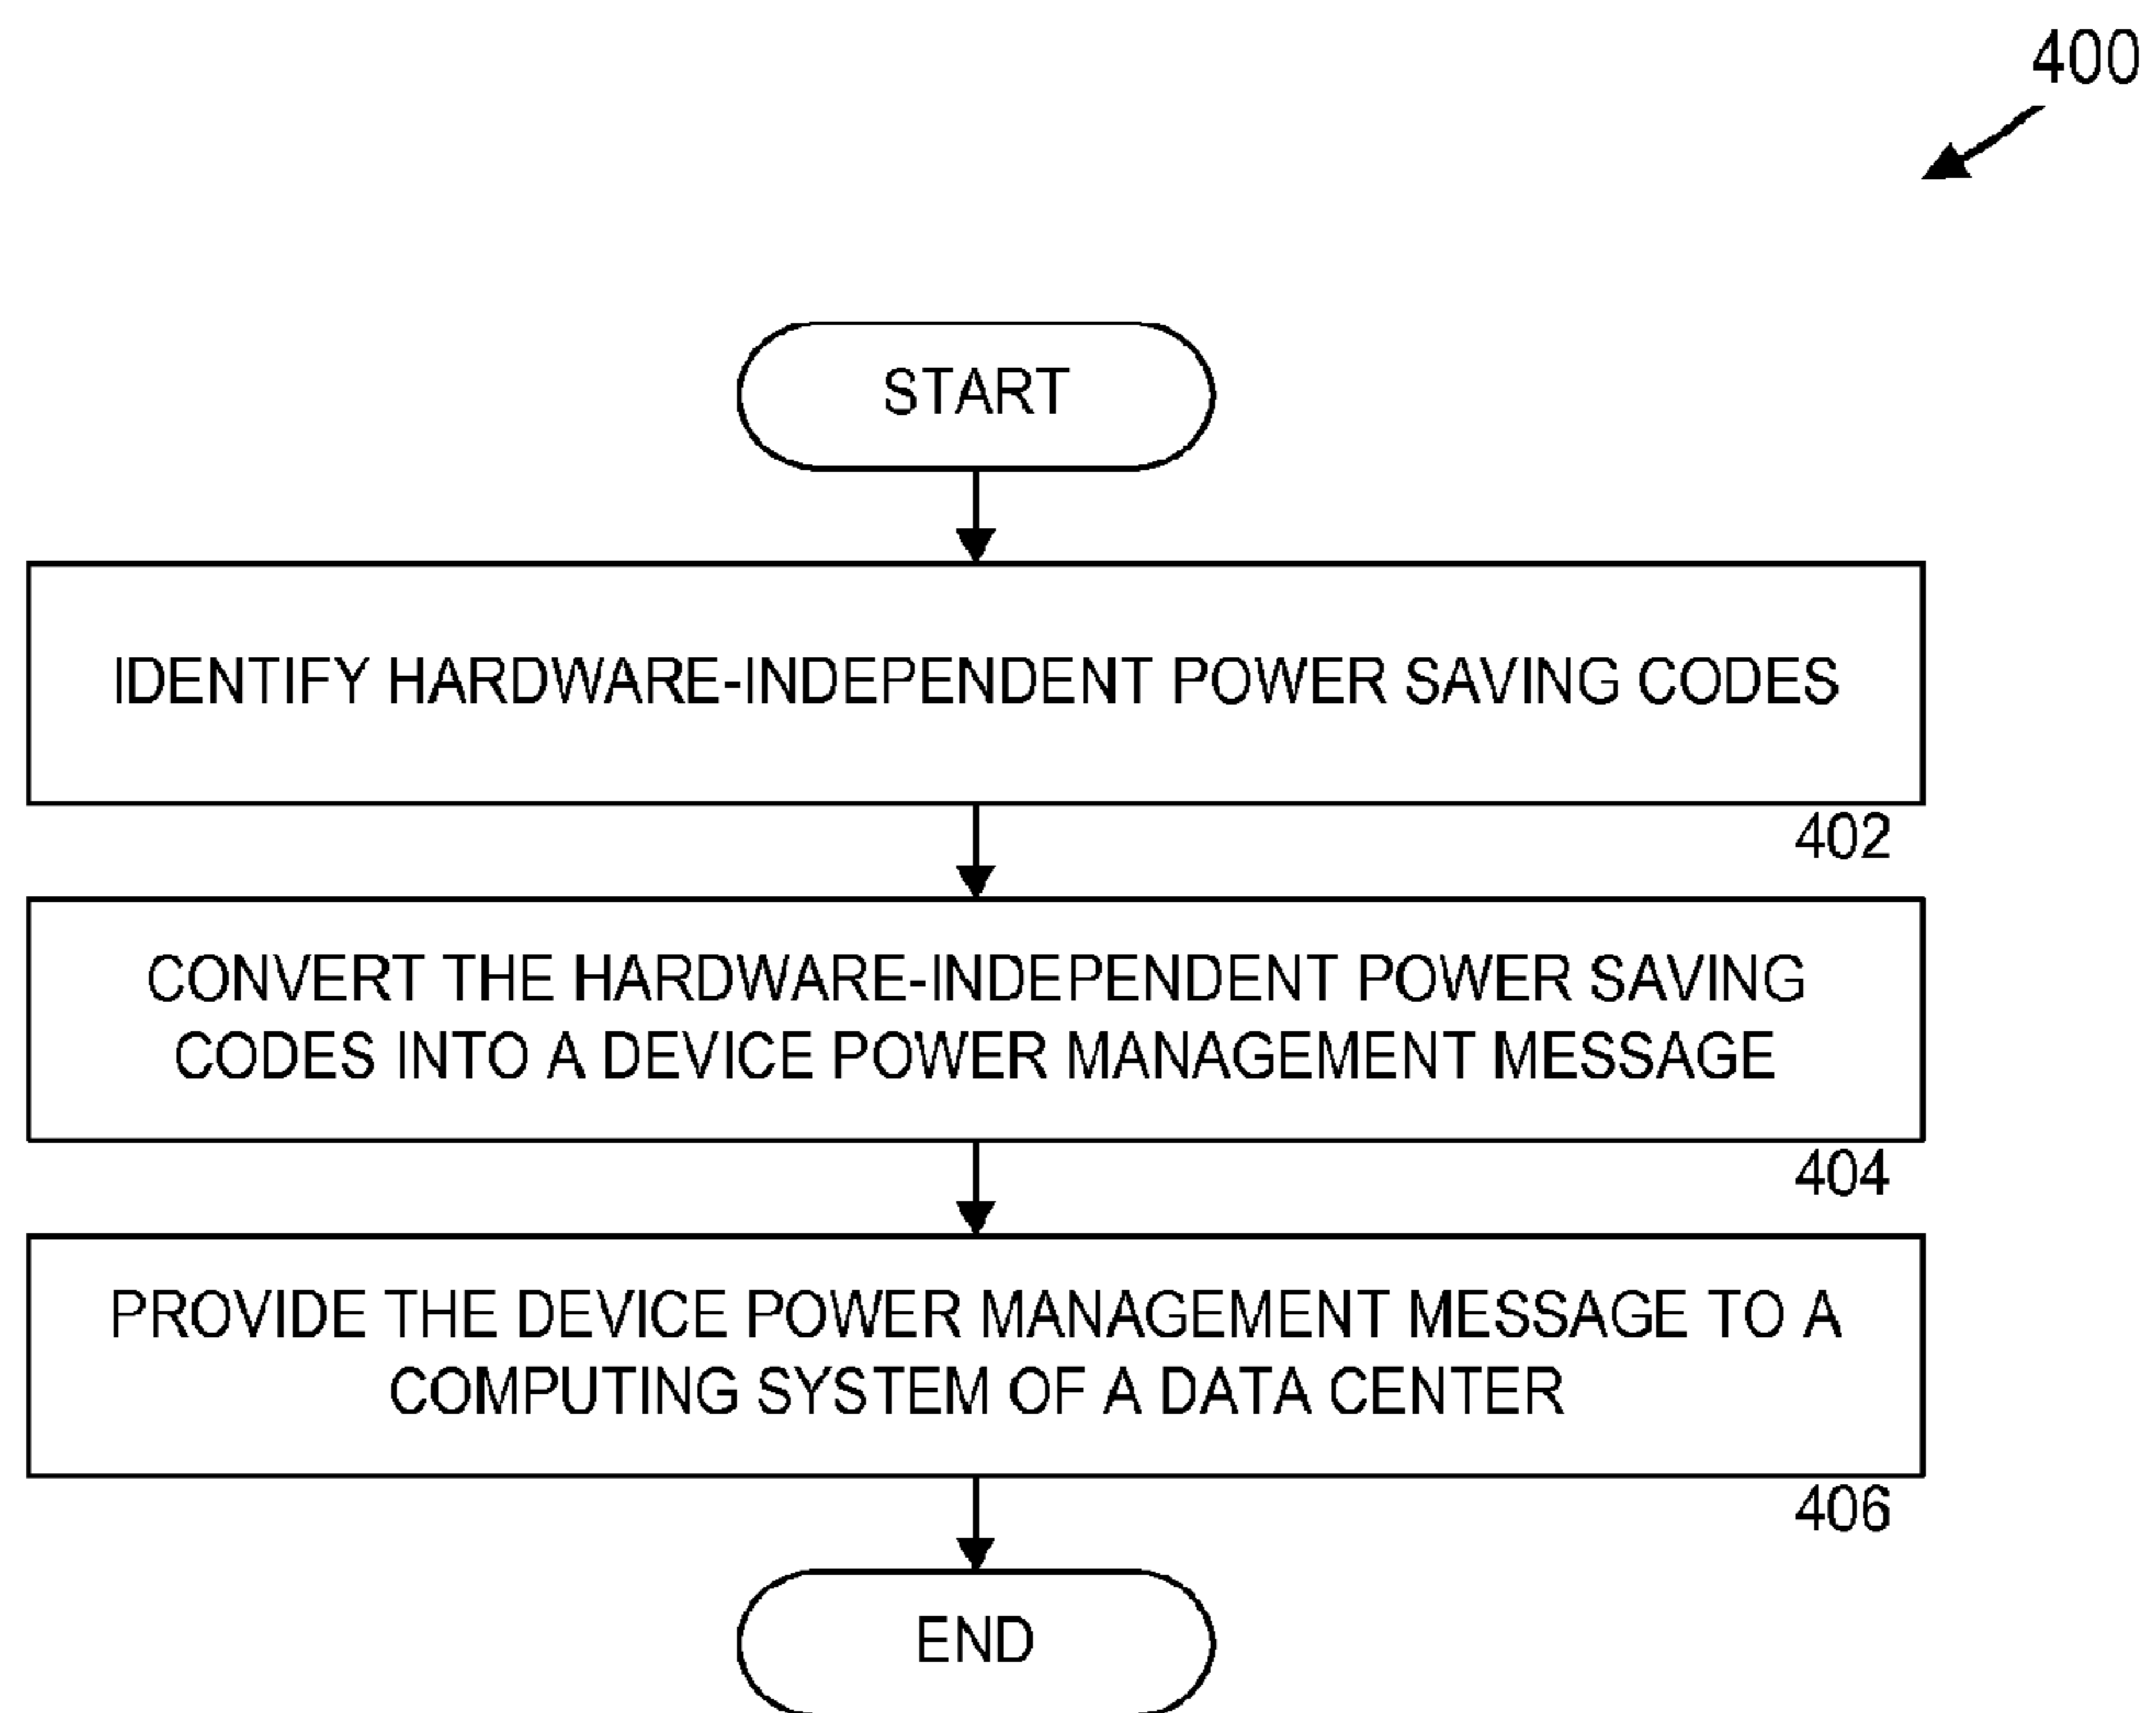 400
START
IDENTIFY HARDWARE-INDEPENDENT POWER SAVING CODES
402
CONVERT THE HARDWARE-INDEPENDENT POWER SAVING
CODES INTO A DEVICE POWER MANAGEMENT MESSAGE
404
PROVIDE THE DEVICE POWER MANAGEMENT MESSAGE TO A
COMPUTING SYSTEM OF A DATA CENTER
406
END